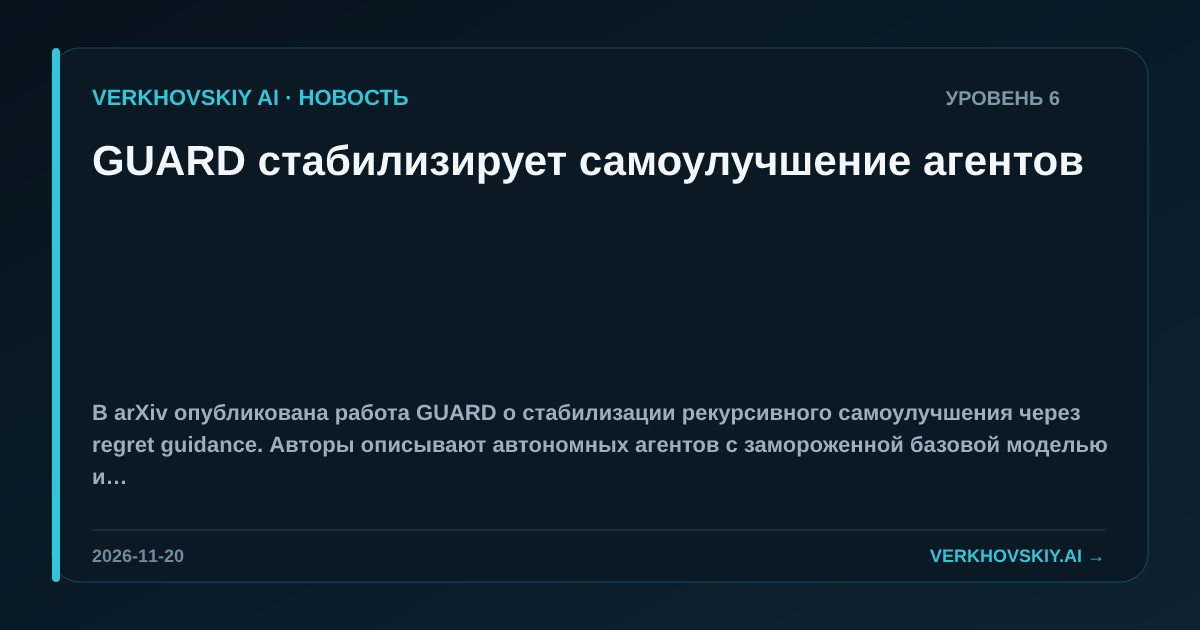 VERKHOVSKIY AI · НОВОСТЬ
УРОВЕНЬ 6
GUARD стабилизирует самоулучшение агентов
В arXiv опубликована работа GUARD о стабилизации рекурсивного самоулучшения через
regret guidance. Авторы описывают автономных агентов с замороженной базовой моделью
и…
2026-11-20
VERKHOVSKIY.AI →